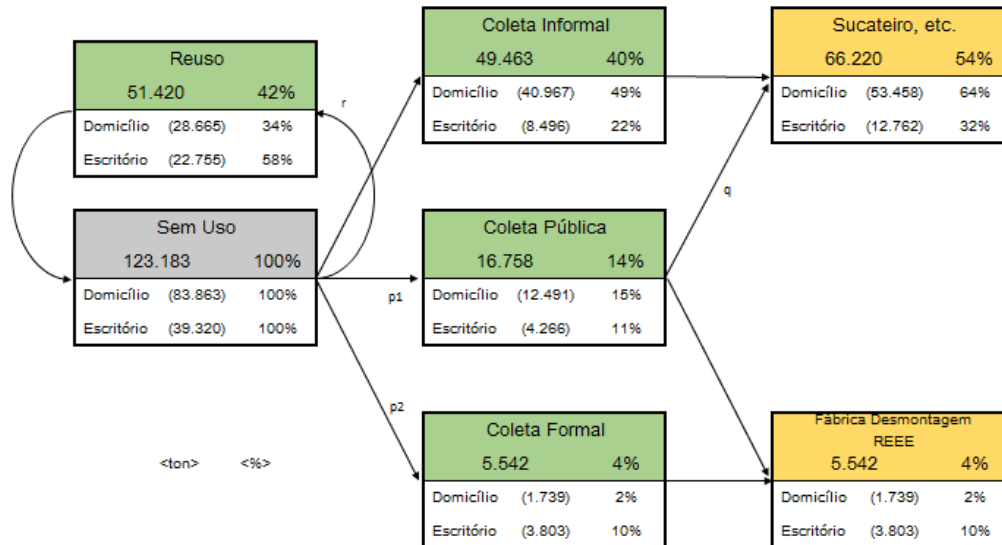 Reuso
51.420 42%
Domicílio (28.665) 34%
Escritório (22.755) 58%
r
Sem Uso
123.183 100%
Domicílio (83.863) 100%
Escritório (39.320) 100%
p1
p2
<ton> <%>
Coleta Informal
49.463 40%
Domicílio (40.967) 49%
Escritório (8.496) 22%
Coleta Pública
16.758 14%
Domicílio (12.491) 15%
Escritório (4.266) 11%
Coleta Formal
5.542 4%
Domicílio (1.739) 2%
Escritório (3.803) 10%
q
Sucateiro, etc.
66.220 54%
Domicílio (53.458) 64%
Escritório (12.762) 32%
Fábrica Desmontagem
REEE
5.542 4%
Domicílio (1.739) 2%
Escritório (3.803) 10%